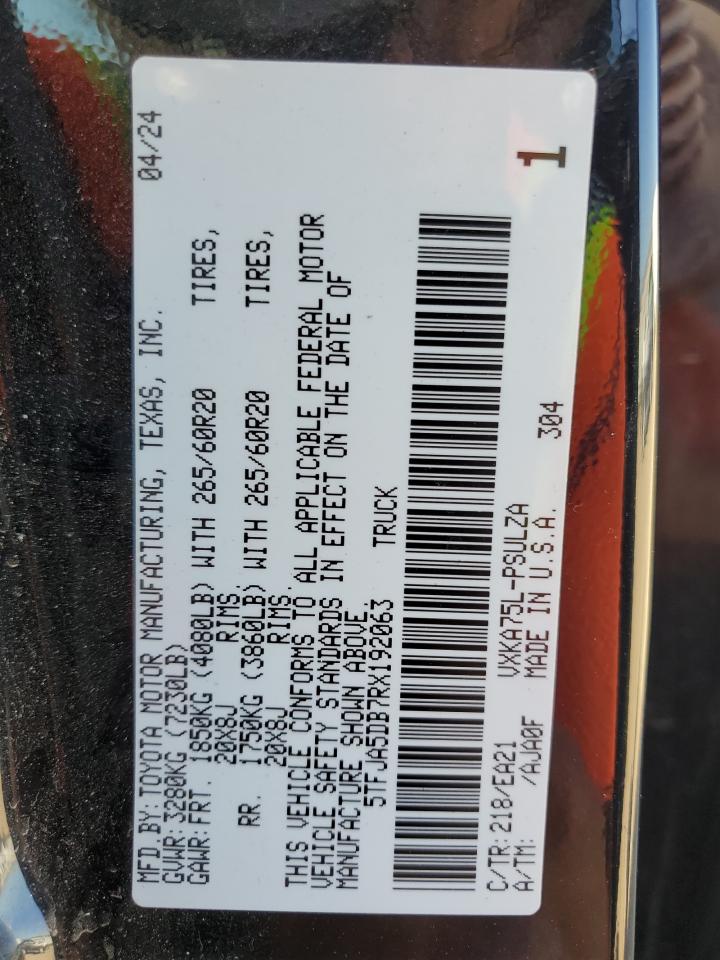 MFD BY: TOYOTA MOTOR MANUFACTURING, TEXAS, INC. 04/24
GVWR: 3280KG (7230LB)
GAWR: FRT. 1850KG (4080LB) WITH 265/60R20 TIRES,
20X8J RIMS.
RR. 1750KG (3860LB) WITH 265/60R20 TIRES,
20X8J RIMS.
THIS VEHICLE CONFORMS TO ALL APPLICABLE FEDERAL MOTOR
VEHICLE SAFETY STANDARDS IN EFFECT ON THE DATE OF
MANUFACTURE SHOWN ABOVE.
5TFJA5DB7RX192063 TRUCK
C/TR: 218/EA21 VXKA75L-PSULZA
A/TM: /AJA0F MADE IN U.S.A. 304
1